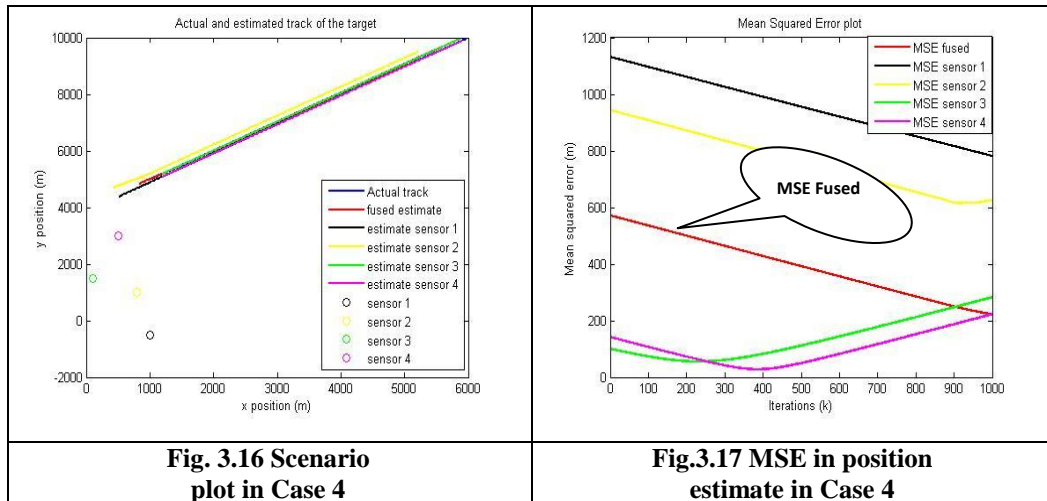 Actual and estimated track of the target
10000
8000
6000
4000
2000
0
-2000
y position (m)
0 1000 2000 3000 4000 5000 6000
x position (m)
Actual track
fused estimate
estimate sensor 1
estimate sensor 2
estimate sensor 3
estimate sensor 4
sensor 1
sensor 2
sensor 3
sensor 4
Mean Squared Error plot
1200
1000
800
600
400
200
0
Mean squared error (m)
0 100 200 300 400 500 600 700 800 900 1000
Iterations (k)
MSE fused
MSE sensor 1
MSE sensor 2
MSE sensor 3
MSE sensor 4
MSE Fused
Fig. 3.16 Scenario
plot in Case 4
Fig.3.17 MSE in position
estimate in Case 4